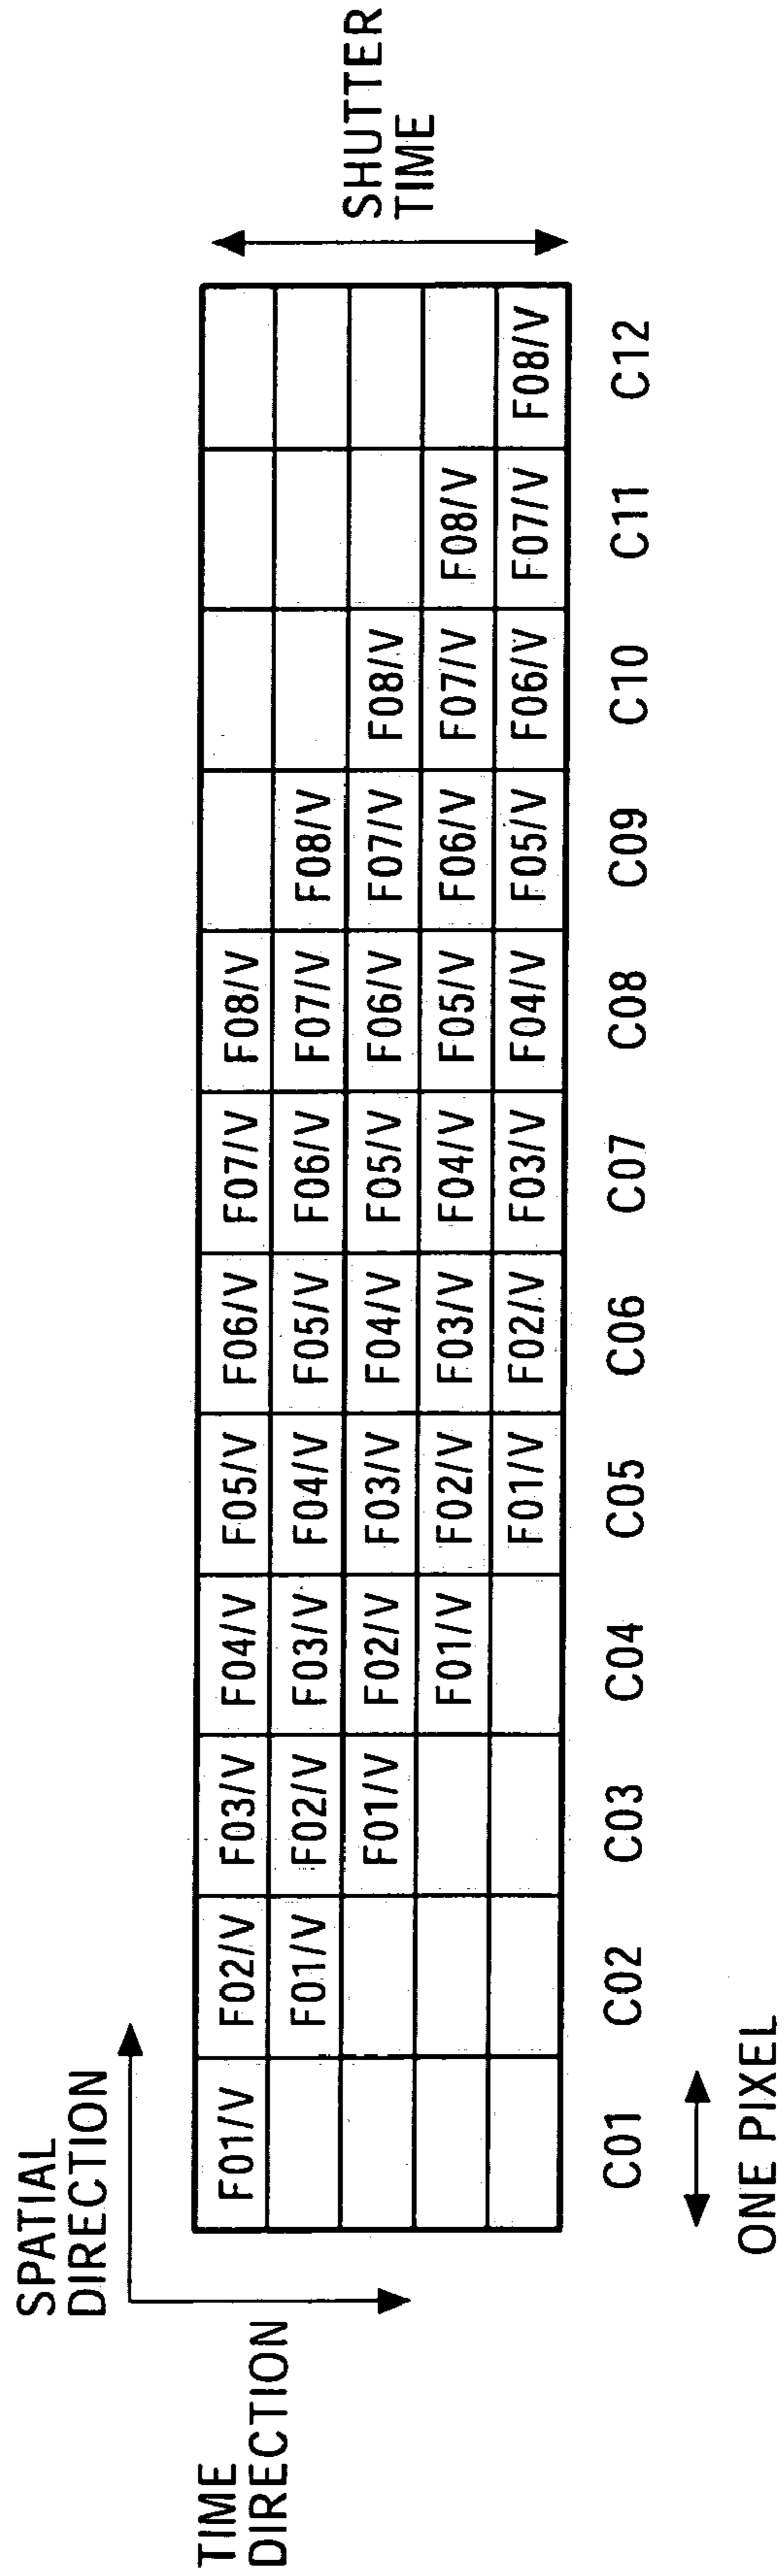 SPATIAL
DIRECTION
TIME
DIRECTION
F01/V F02/V F03/V F04/V F05/V F06/V F07/V F08/V
F01/V F02/V F03/V F04/V F05/V F06/V F07/V F08/V
F01/V F02/V F03/V F04/V F05/V F06/V F07/V F08/V
F01/V F02/V F03/V F04/V F05/V F06/V F07/V F08/V
F01/V F02/V F03/V F04/V F05/V F06/V F07/V F08/V
SHUTTER
TIME
C01 C02 C03 C04 C05 C06 C07 C08 C09 C10 C11 C12
ONE PIXEL